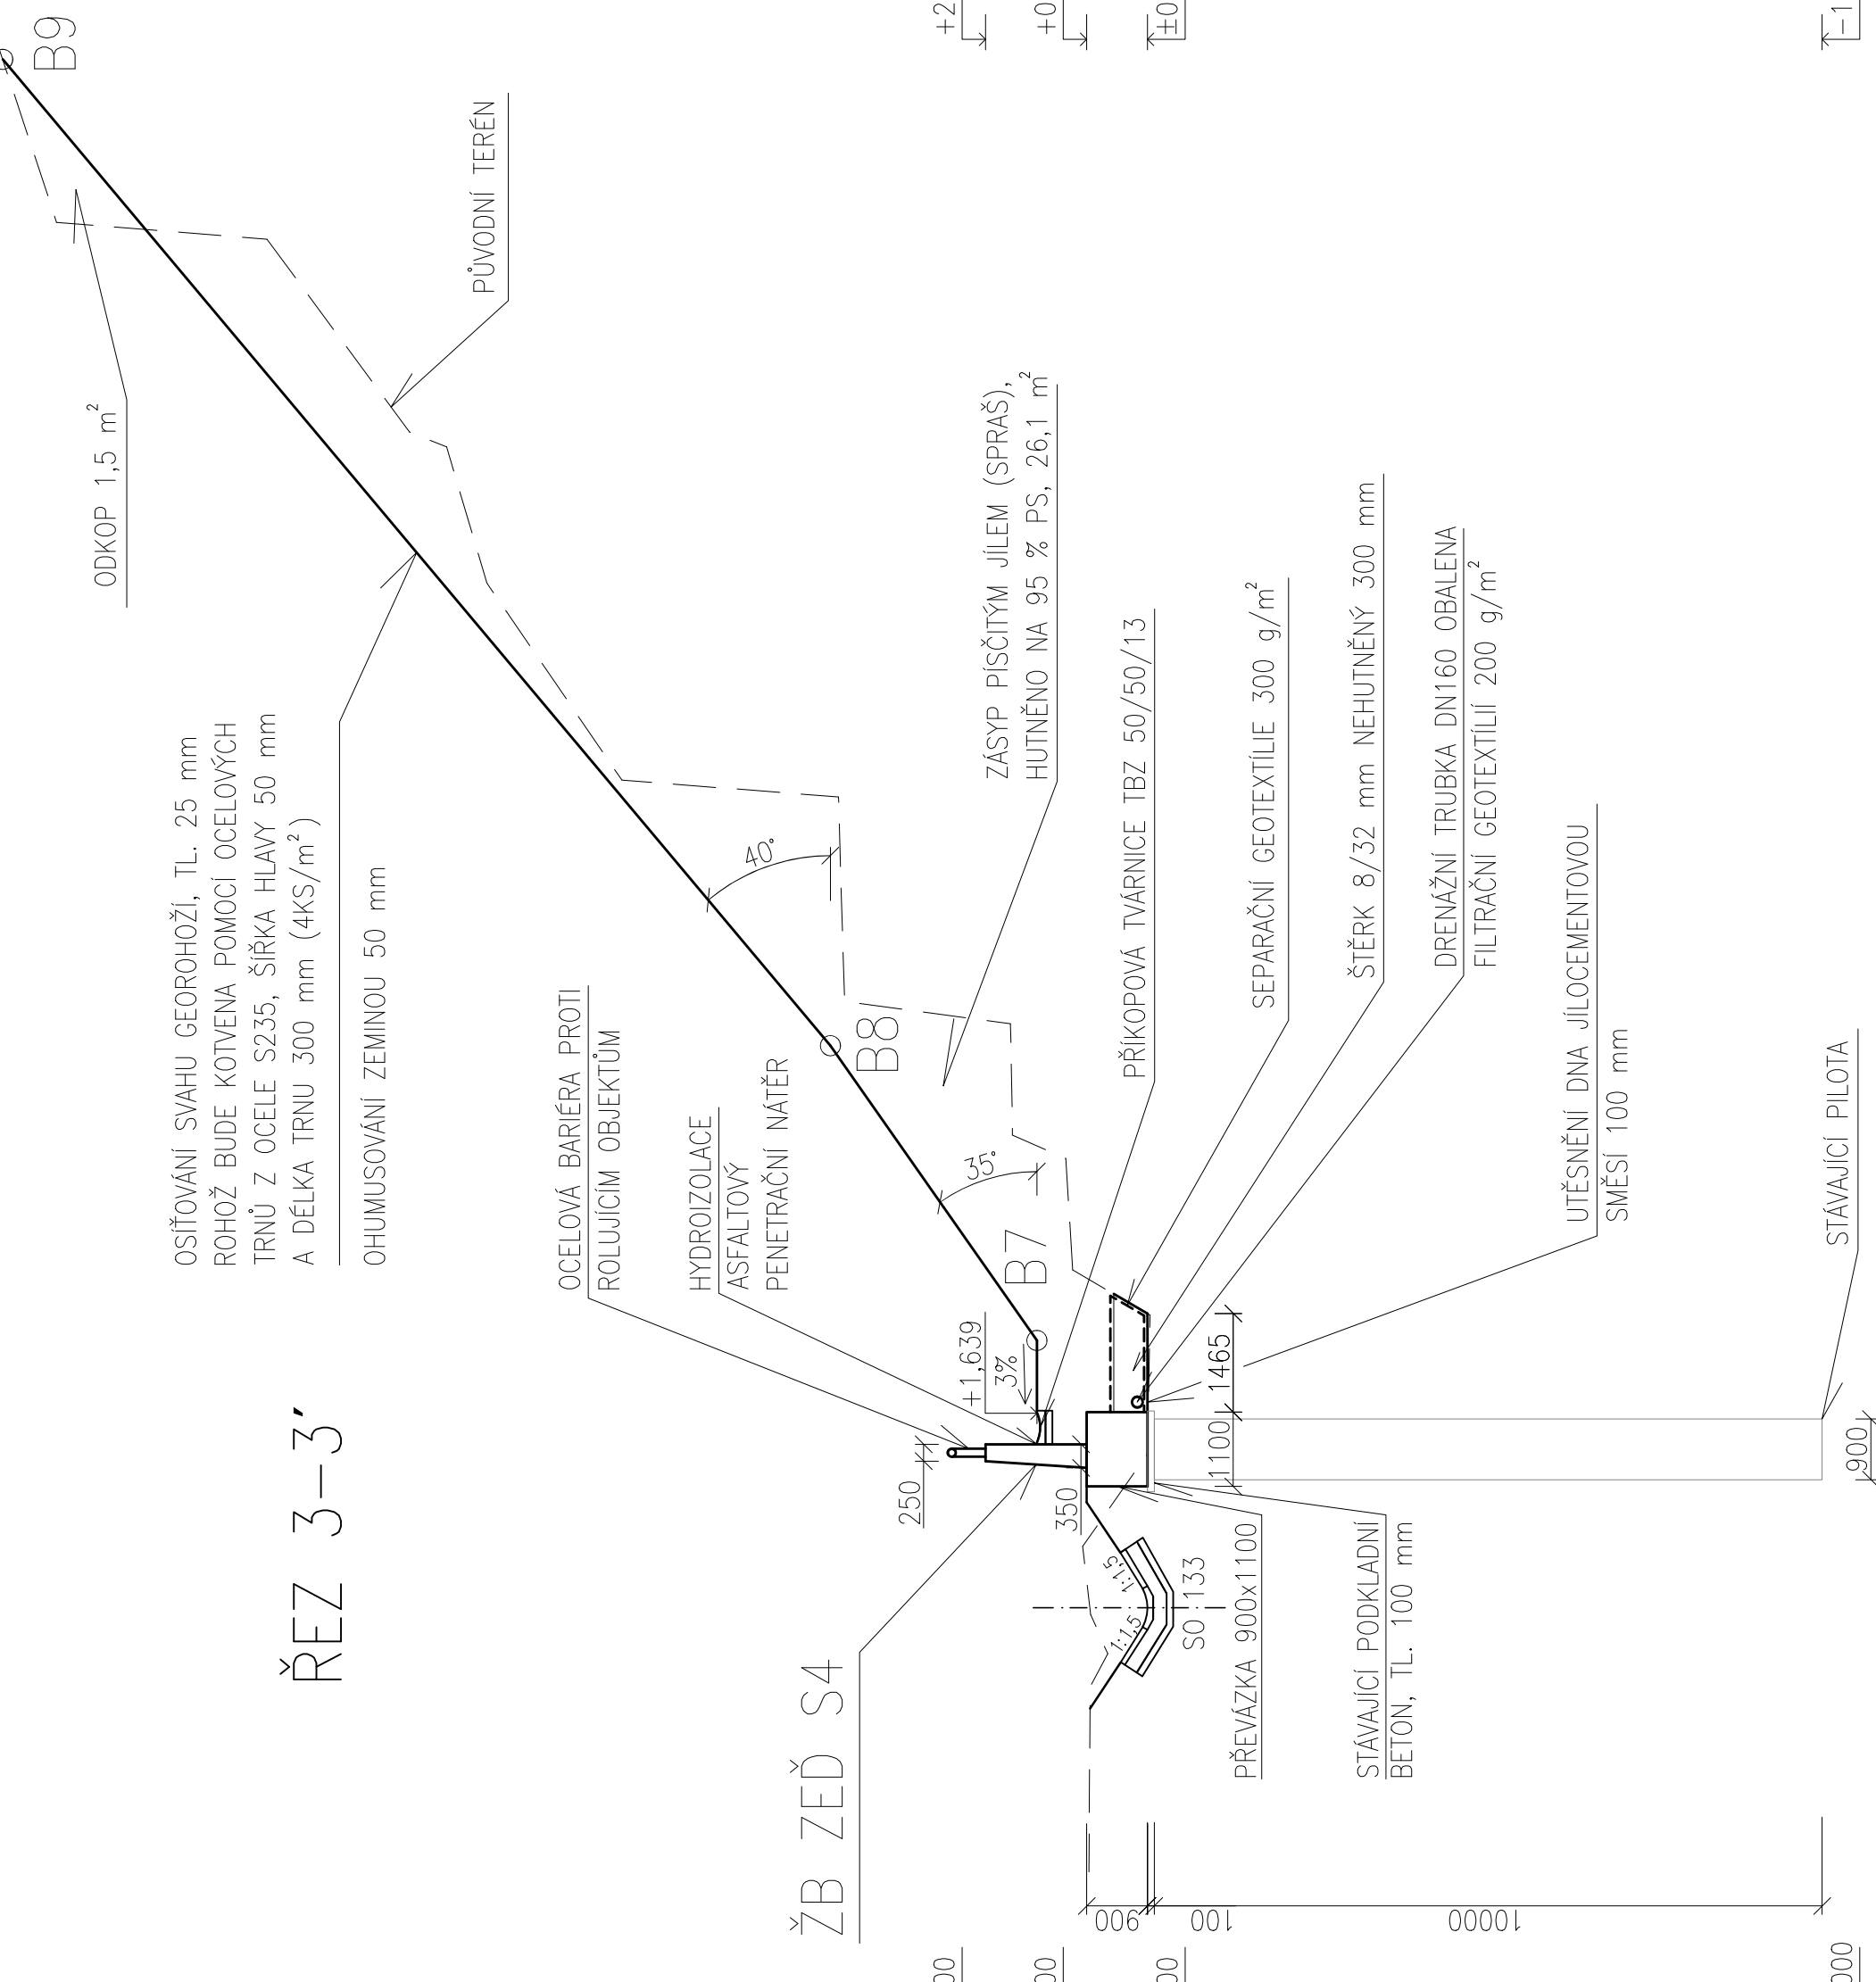 ŘEZ 3–3’
OSÍŤOVÁNÍ SVAHU GEOROHOŽÍ, TL. 25 mm
ROHOŽ BUDE KOTVENA POMOCÍ OCELOVÝCH
TRNŮ Z OCELE S235, ŠÍŘKA HLAVY 50 mm
A DÉLKA TRNU 300 mm (4KS/m²)
OHUMUSOVÁNÍ ZEMINOU 50 mm
ODKOP 1,5 m²
B9
PŮVODNÍ TERÉN
OCELOVÁ BARIÉRA PROTI
ROLUJÍCÍM OBJEKTŮM
HYDROIZOLACE
ASFALTOVÝ
PENETRAČNÍ NÁTĚR
40°
B8
35°
B7
ŽB ZEĎ S4
250
350
+1,639
3%
ZÁSYP PÍSČITÝM JÍLEM (SPRAŠ),
HUTNĚNO NA 95 % PS, 26,1 m²
PŘÍKOPOVÁ TVÁRNICE TBZ 50/50/13
SEPARAČNÍ GEOTEXTÍLIE 300 g/m²
ŠTĚRK 8/32 mm NEHUTNĚNÝ 300 mm
DRENÁŽNÍ TRUBKA DN160 OBALENA
FILTRAČNÍ GEOTEXTÍLIÍ 200 g/m²
UTĚSNĚNÍ DNA JÍLOCEMENTOVOU
SMĚSÍ 100 mm
STÁVAJÍCÍ PILOTA
1:1,5
1:1,5
SO 133
1100
1465
PŘEVÁZKA 900x1100
STÁVAJÍCÍ PODKLADNÍ
BETON, TL. 100 mm
900
900
100
10000
+2
+0
±0
-1
00
00
00
000